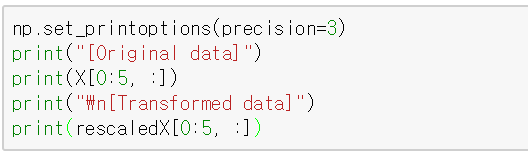 np.set_printoptions(precision=3)
print("[Original data]")
print(X[0:5, :])
print("₩n[Transformed data]")
print(rescaledX[0:5, :])